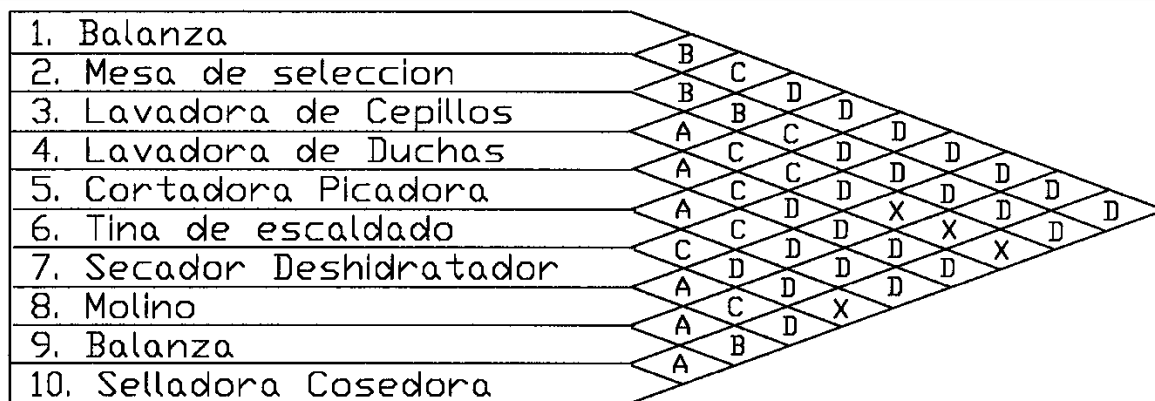 1. Balanza
B
2. Mesa de seleccion C
B D
3. Lavadora de Cepillos B D
A C D
4. Lavadora de Duchas C D D
A C D D
5. Cortadora Picadora C D D D
A D X D D
6. Tina de escaldado C D X D
C D D X
7. Secador Deshidratador D D D
A D D
8. Molino C X
A D
9. Balanza B
A
10. Selladora Cosedora